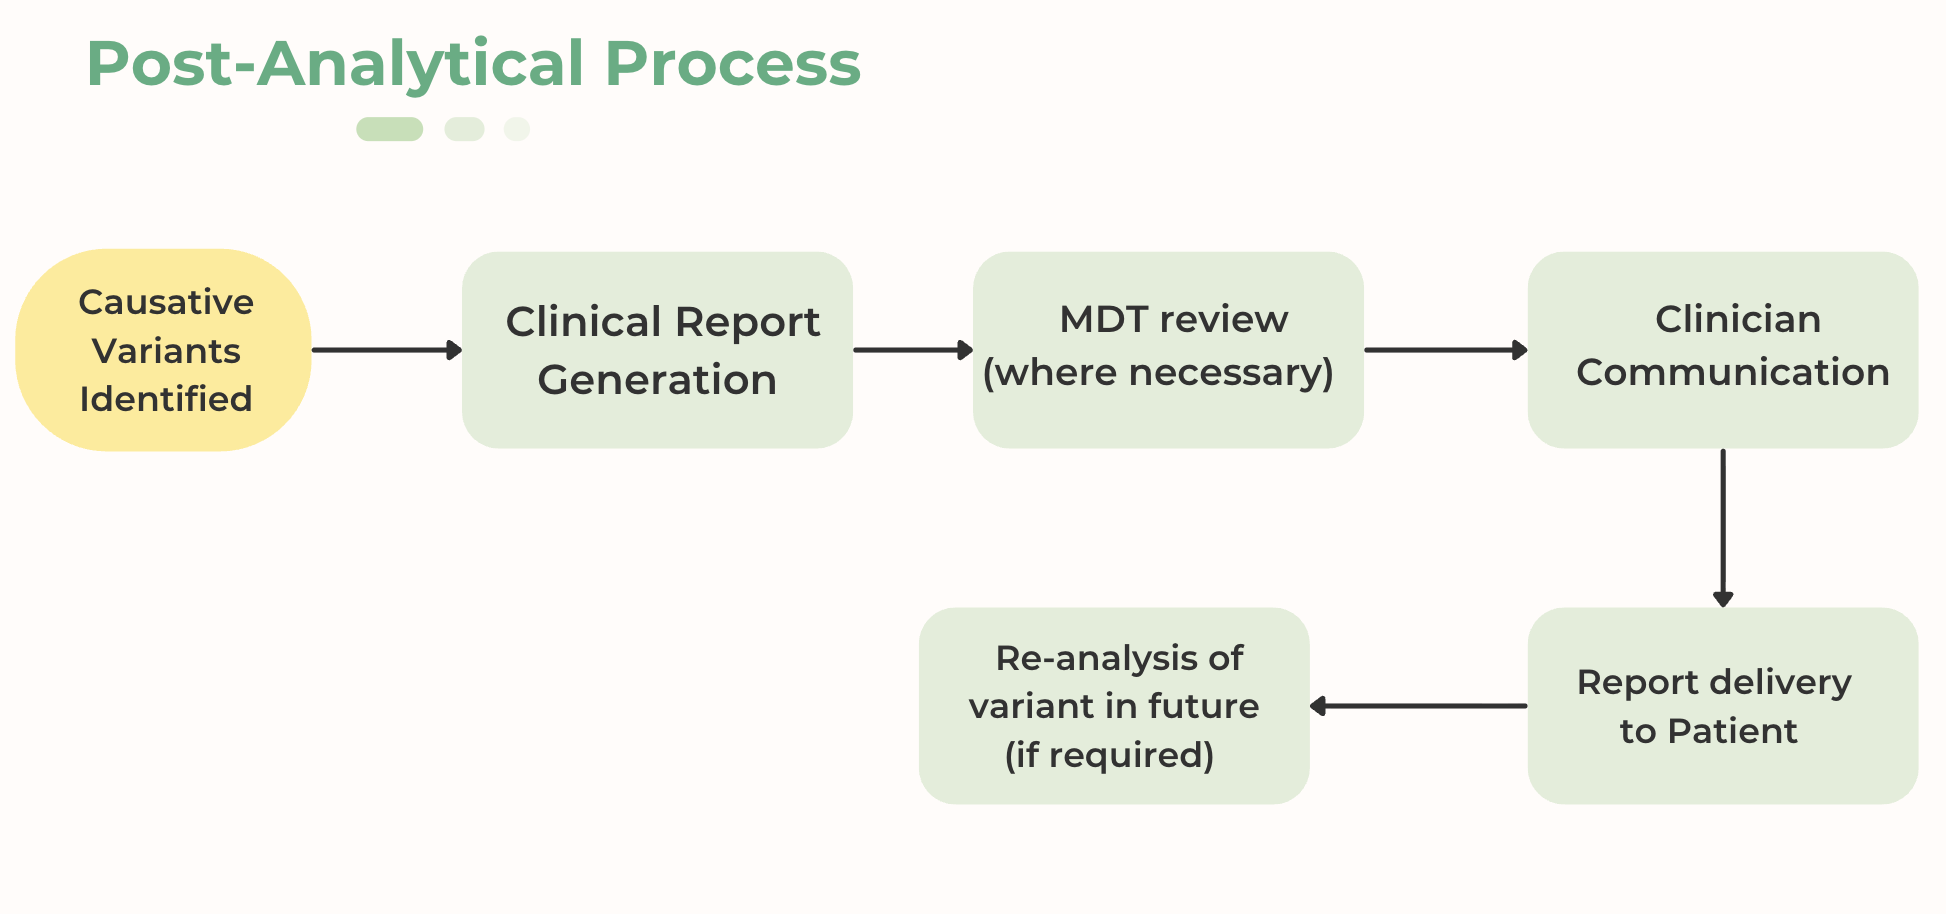 Post-Analytical Process
Causative
Variants
Identified
Clinical Report
Generation
MDT review
(where necessary)
Clinician
Communication
Report delivery
to Patient
Re-analysis of
variant in future
(if required)